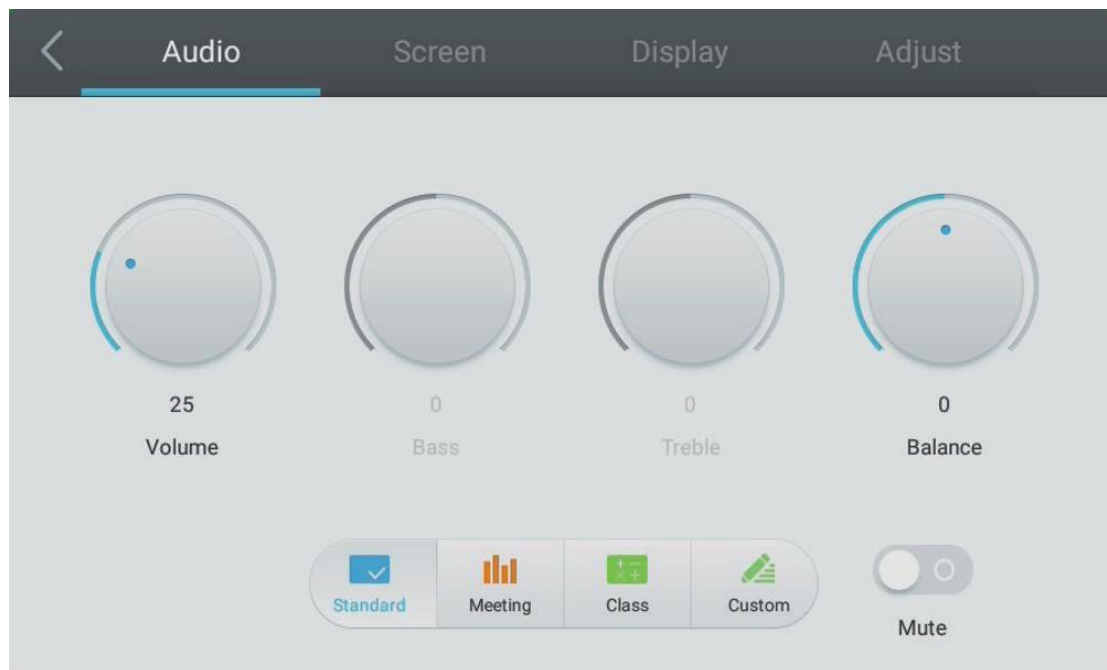 Audio Screen Display Adjust
25 0 0 0
Volume Bass Treble Balance
Standard Meeting Class Custom
Mute